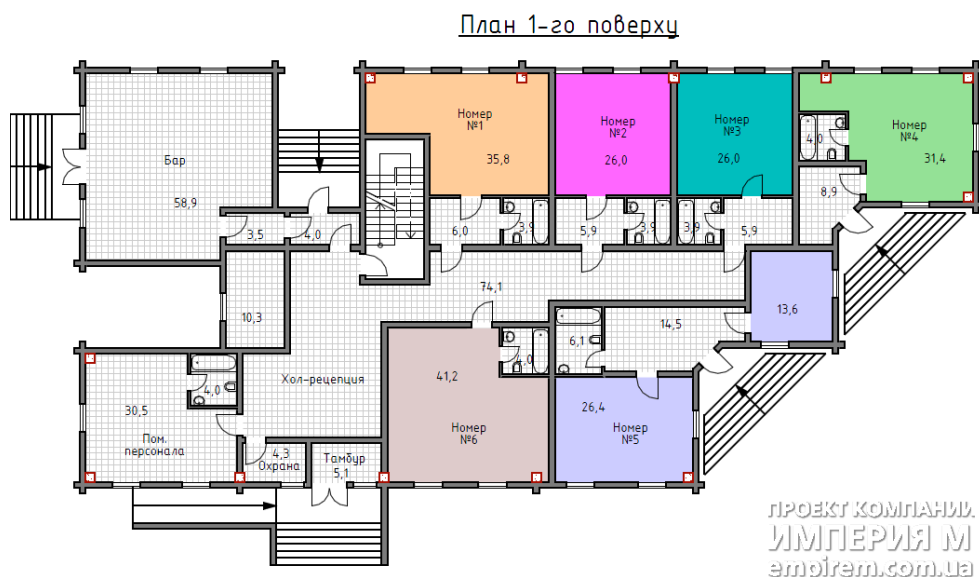 План 1-го поверху
Бар
58,9
3,5
4,0
Номер
№1
35,8
Номер
№2
26,0
Номер
№3
26,0
4,0
Номер
№4
31,4
8,9
6,0
3,9
5,9
3,9
3,9
5,9
74,1
10,3
13,6
14,5
6,1
4,0
41,2
Номер
№6
26,4
Номер
№5
Хол-рецепция
4,0
30,5
Пом.
персонала
4,3
Охрана
Тамбур
5,1
ПРОЕКТ КОМПАНИИ
ИМПЕРИЯ М
empirem.com.ua